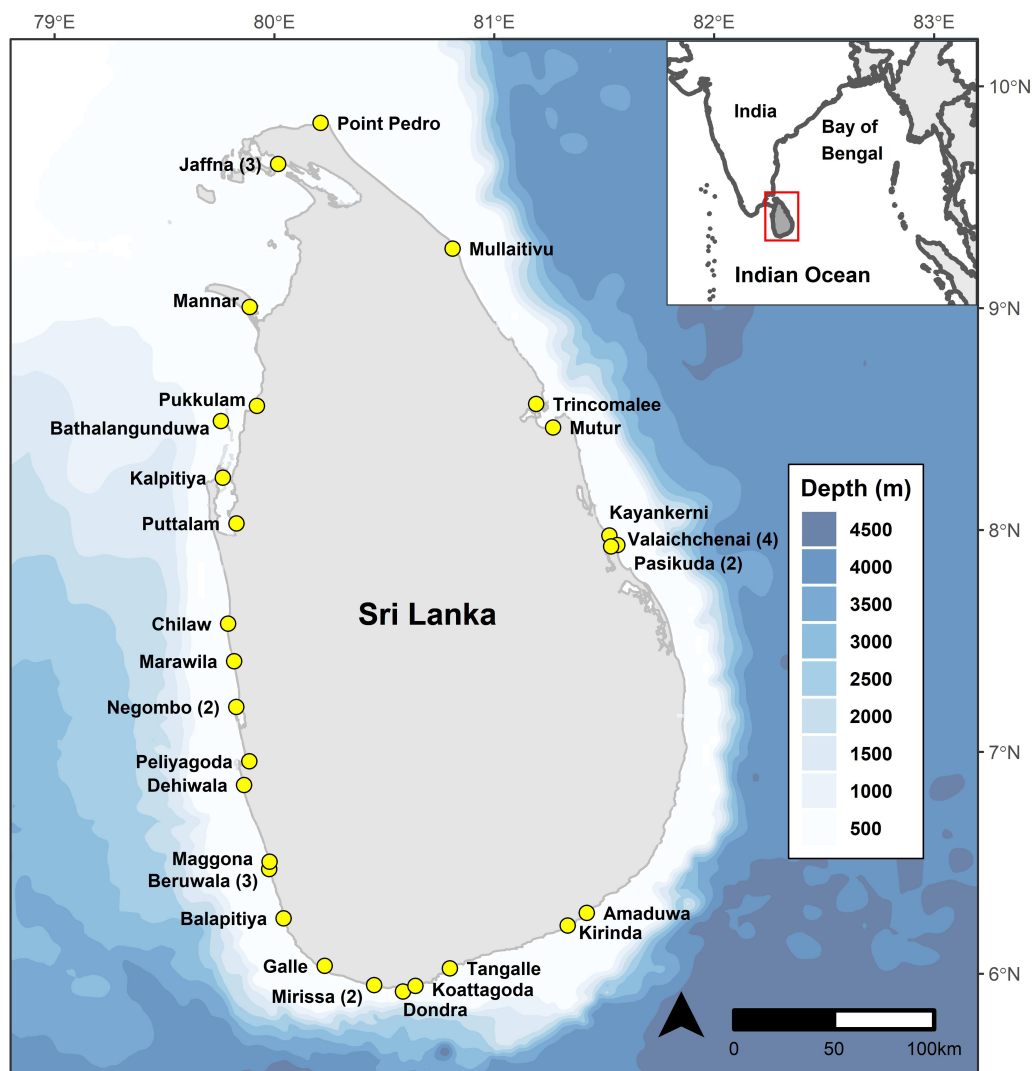 79°E
80°E
81°E
82°E
83°E
10°N
9°N
8°N
7°N
6°N
India
Bay of
Bengal
Indian Ocean
Point Pedro
Jaffna (3)
Mullaitivu
Mannar
Pukkulam
Bathalangunduwa
Trincomalee
Mutur
Kalpitiya
Puttalam
Kayankerni
Valaichchenai (4)
Pasikuda (2)
Sri Lanka
Chilaw
Marawila
Negombo (2)
Peliyagoda
Dehiwala
Maggona
Beruwala (3)
Balapitiya
Galle
Mirissa (2)
Dondra
Koattagoda
Tangalle
Kirinda
Amaduwa
Depth (m)
4500
4000
3500
3000
2500
2000
1500
1000
500
0
50
100km